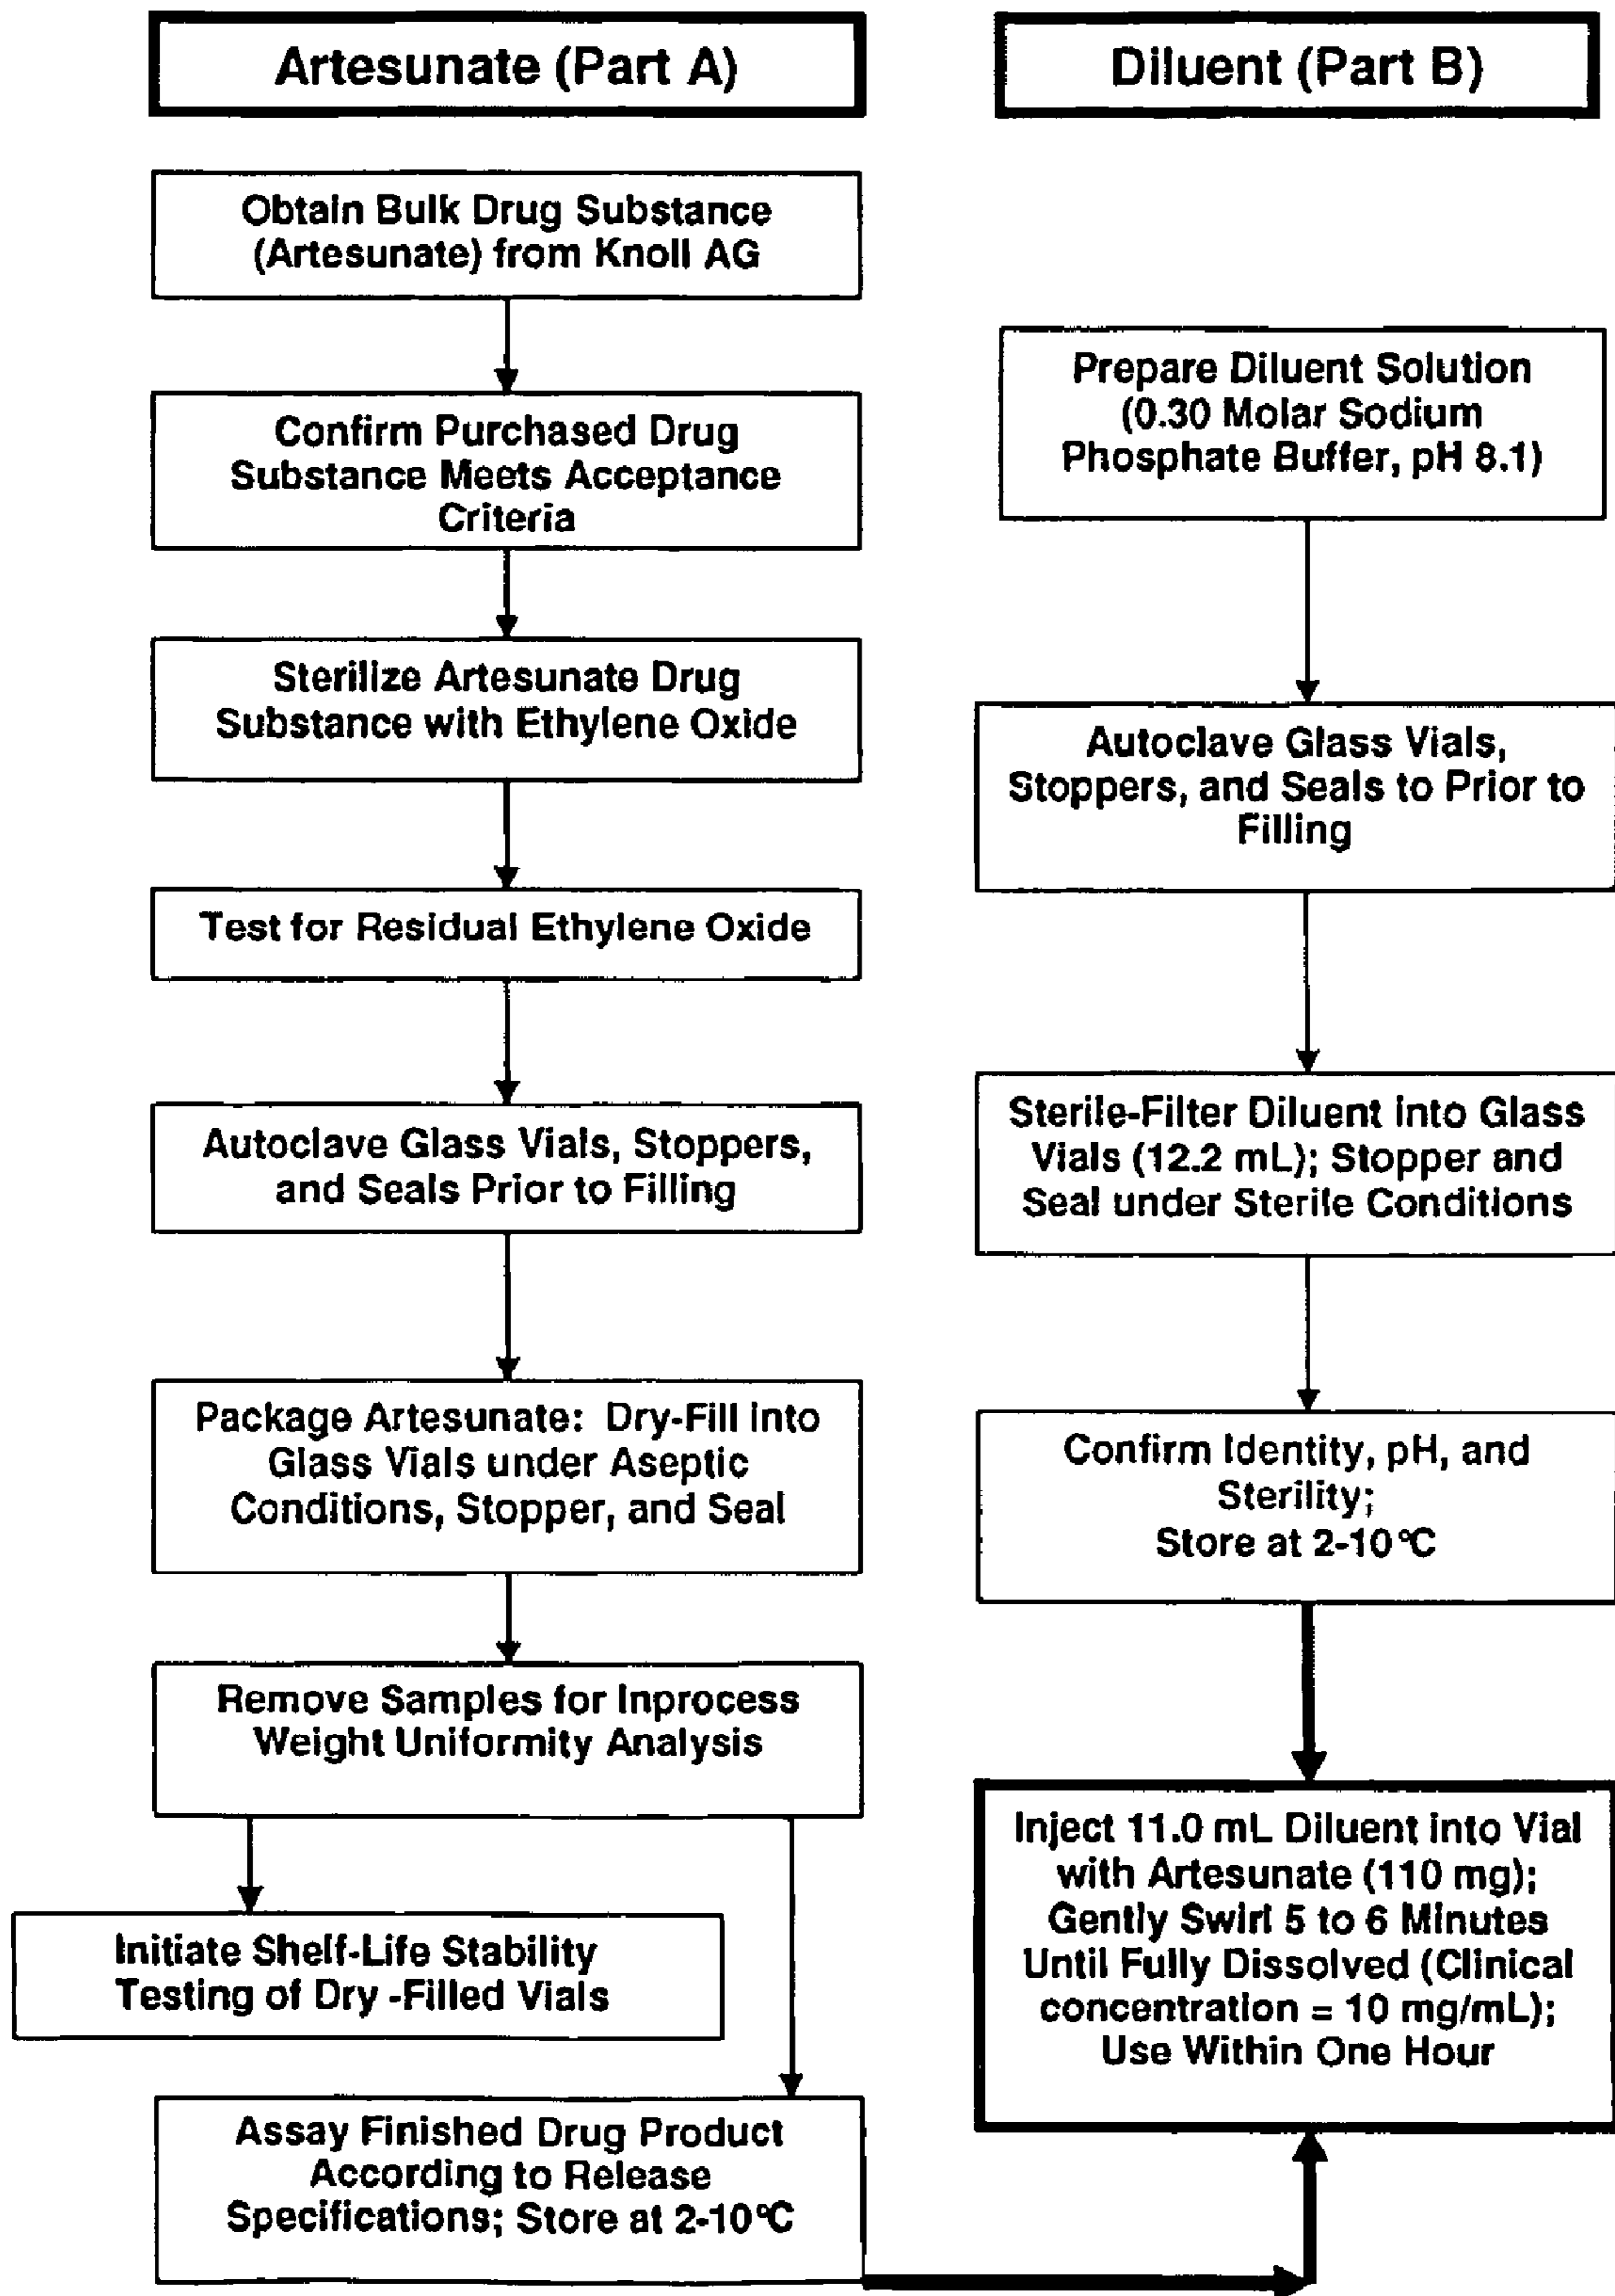 Artesunate (Part A)
Obtain Bulk Drug Substance
(Artesunate) from Knoll AG
Confirm Purchased Drug
Substance Meets Acceptance
Criteria
Sterilize Artesunate Drug
Substance with Ethylene Oxide
Test for Residual Ethylene Oxide
Autoclave Glass Vials, Stoppers,
and Seals Prior to Filling
Package Artesunate: Dry-Fill into
Glass Vials under Aseptic
Conditions, Stopper, and Seal
Remove Samples for Inprocess
Weight Uniformity Analysis
Initiate Shelf-Life Stability
Testing of Dry -Filled Vials
Assay Finished Drug Product
According to Release
Specifications; Store at 2-10°C
Diluent (Part B)
Prepare Diluent Solution
(0.30 Molar Sodium
Phosphate Buffer, pH 8.1)
Autoclave Glass Vials,
Stoppers, and Seals to Prior to
Filling
Sterile-Filter Diluent into Glass
Vials (12.2 mL); Stopper and
Seal under Sterile Conditions
Confirm Identity, pH, and
Sterility;
Store at 2-10°C
Inject 11.0 mL Diluent into Vial
with Artesunate (110 mg);
Gently Swirl 5 to 6 Minutes
Until Fully Dissolved (Clinical
concentration = 10 mg/mL);
Use Within One Hour